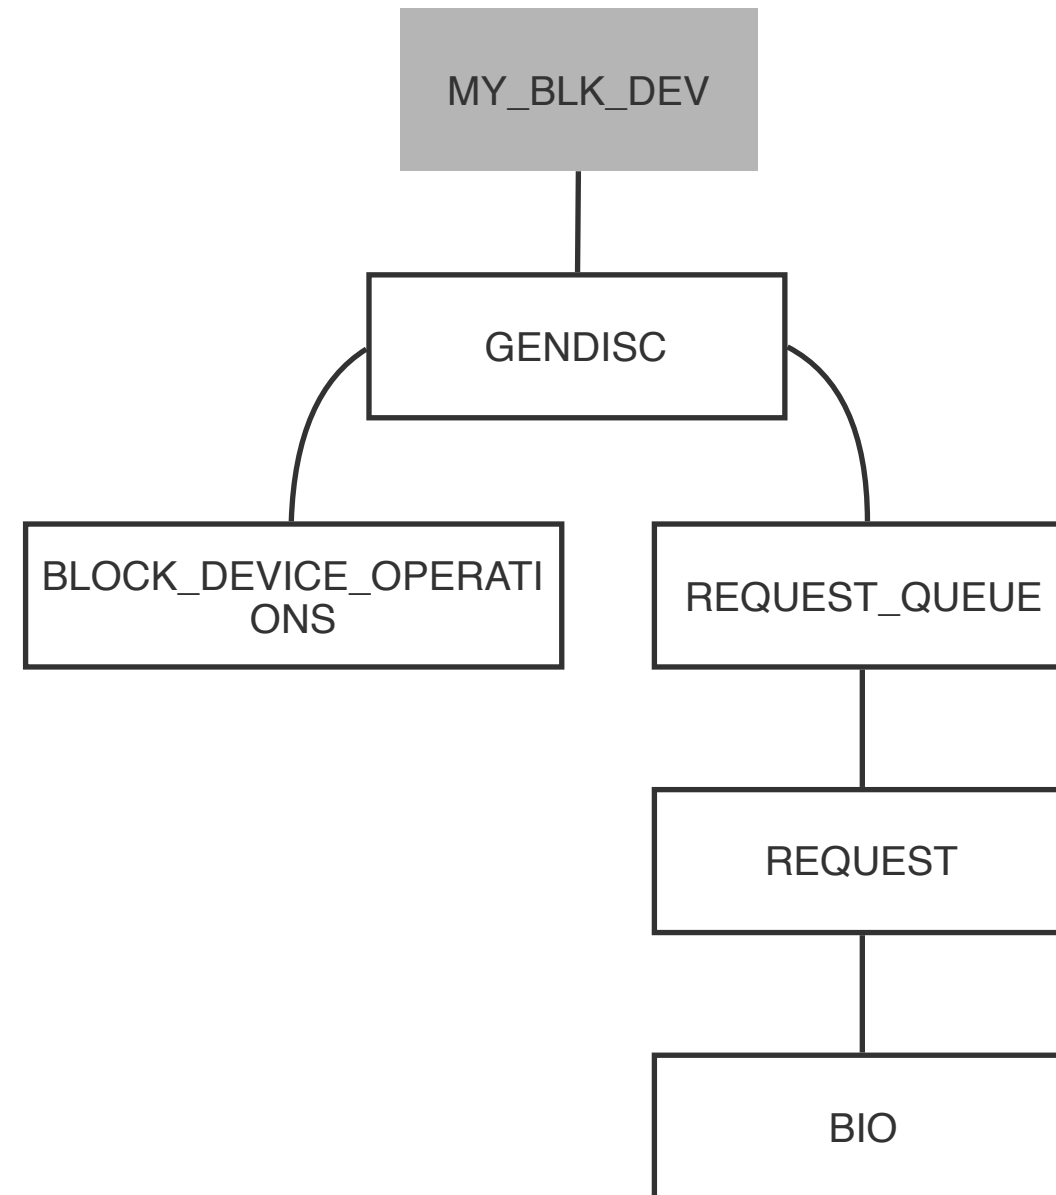 MY_BLK_DEV
GENDISC
BLOCK_DEVICE_OPERATI
ONS
REQUEST_QUEUE
REQUEST
BIO